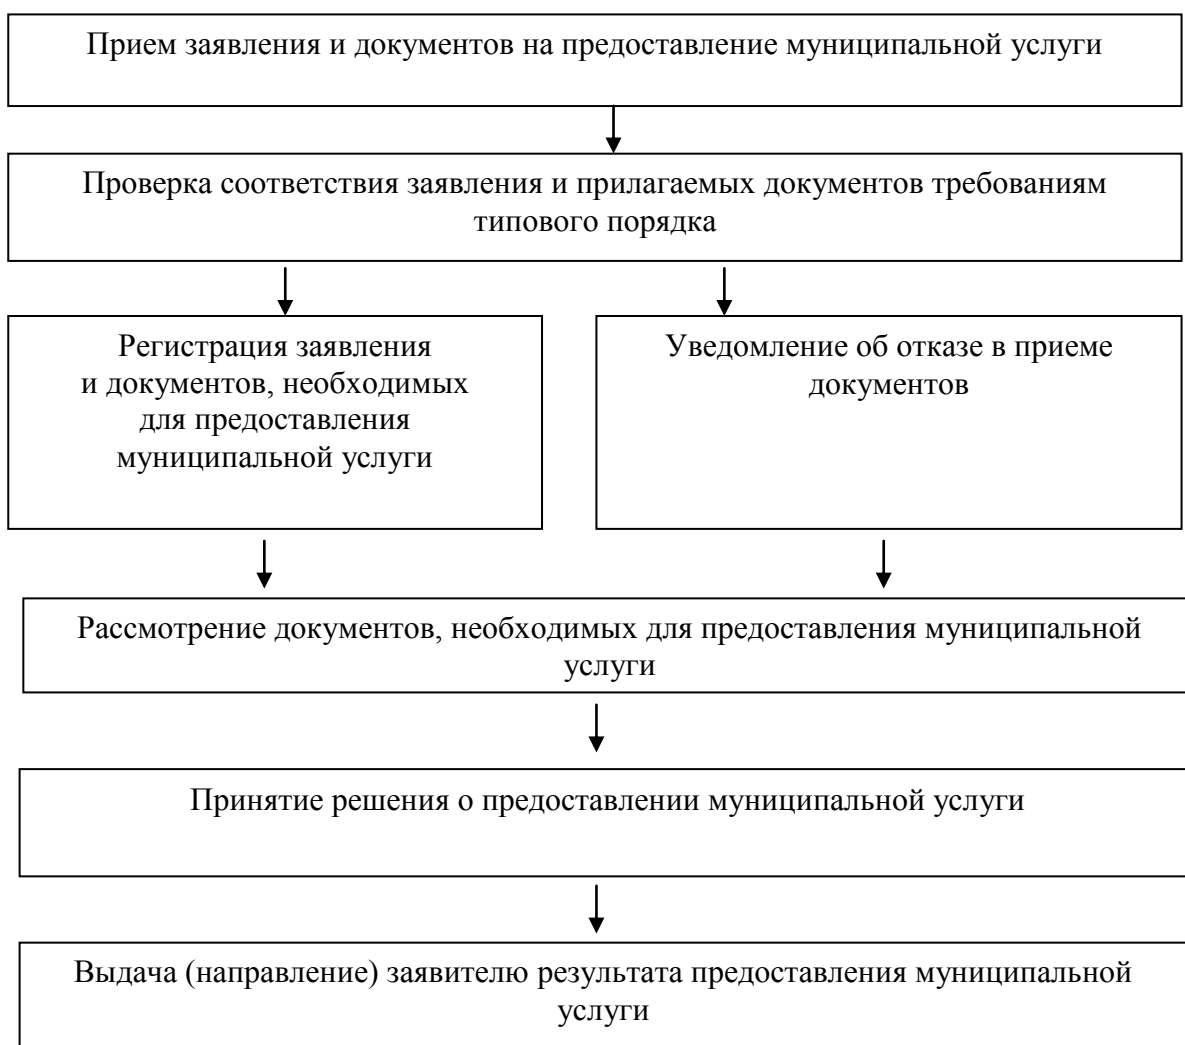 Прием заявления и документов на предоставление муниципальной услуги
Проверка соответствия заявления и прилагаемых документов требованиям
типового порядка
Регистрация заявления
и документов, необходимых
для предоставления
муниципальной услуги
Уведомление об отказе в приеме
документов
Рассмотрение документов, необходимых для предоставления муниципальной
услуги
Принятие решения о предоставлении муниципальной услуги
Выдача (направление) заявителю результата предоставления муниципальной
услуги